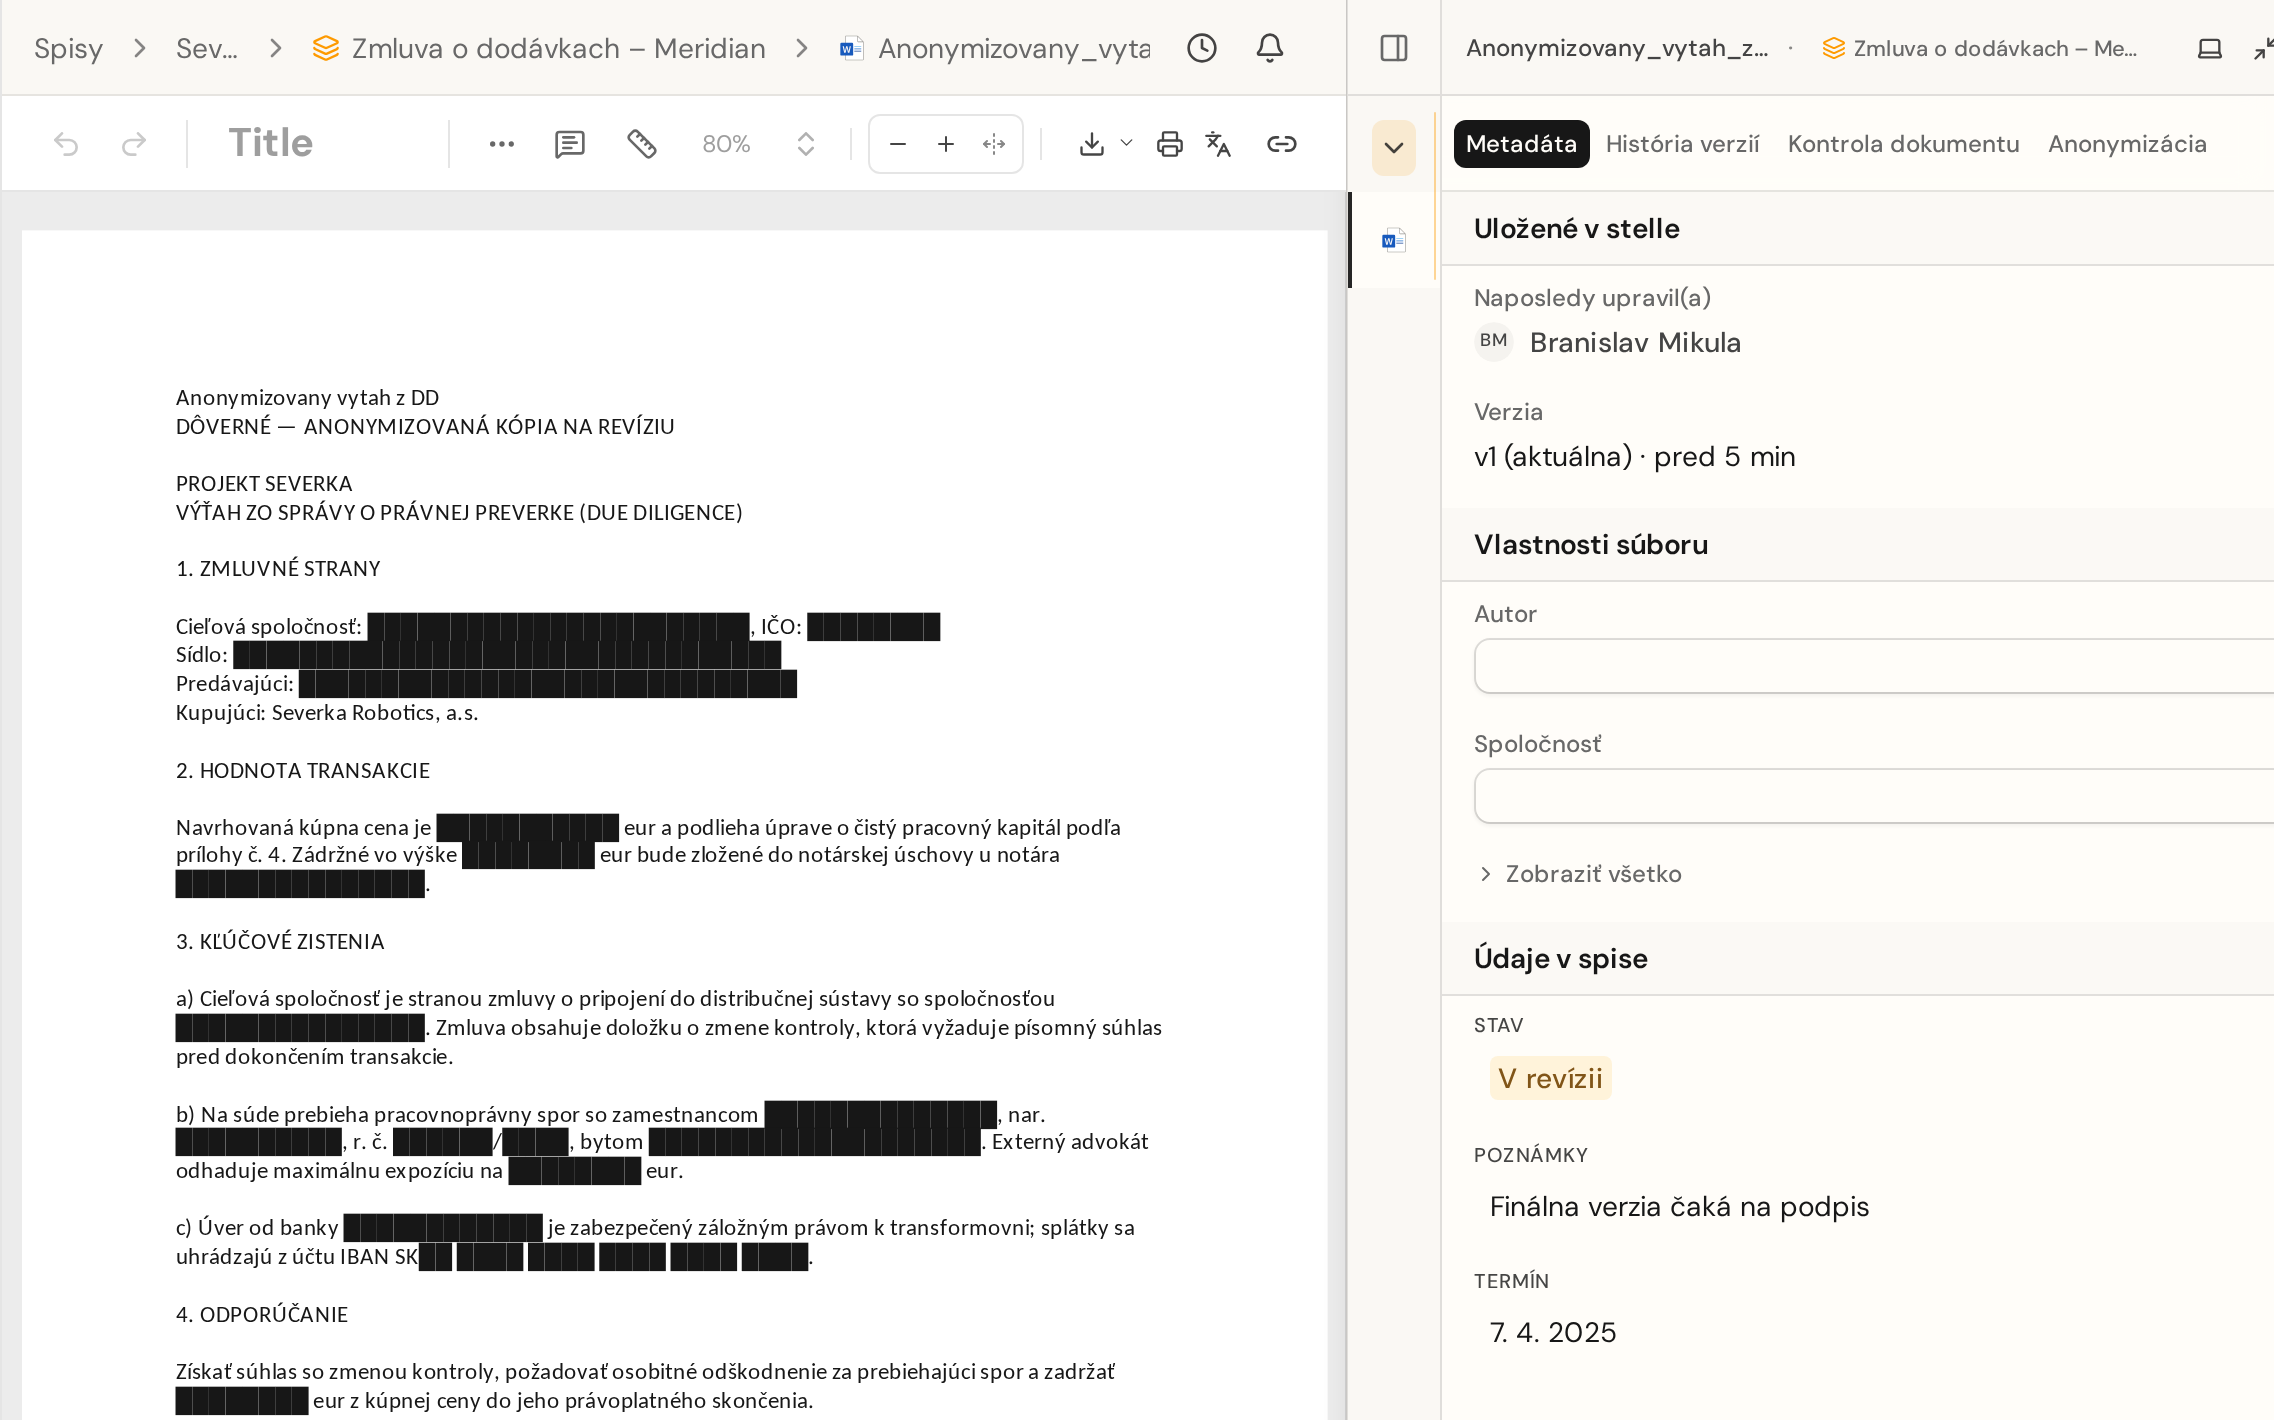 Spisy
Sev...
Zmluva o dodávkach – Meridian
Anonymizovany_vyta
Anonymizovany_vytah_z... · Zmluva o dodávkach – Me...
Title
80%
Metadáta
História verzií
Kontrola dokumentu
Anonymizácia
Anonymizovany vytah z DD
DÔVERNÉ — ANONYMIZOVANÁ KÓPIA NA REVÍZIU
PROJEKT SEVERKA
VÝŤAH ZO SPRÁVY O PRÁVNEJ PREVERKE (DUE DILIGENCE)
1. ZMLUVNÉ STRANY
Cieľová spoločnosť: ███████████████████████, IČO: ████████
Sídlo: █████████████████████████████████
Predávajúci: ██████████████████████████████
Kupujúci: Severka Robotics, a.s.
2. HODNOTA TRANSAKCIE
Navrhovaná kúpna cena je ███████████ eur a podlieha úprave o čistý pracovný kapitál podľa
prílohy č. 4. Zádržné vo výške ████████ eur bude zložené do notárskej úschovy u notára
███████████████.
3. KĽÚČOVÉ ZISTENIA
a) Cieľová spoločnosť je stranou zmluvy o pripojení do distribučnej sústavy so spoločnosťou
███████████████. Zmluva obsahuje doložku o zmene kontroly, ktorá vyžaduje písomný súhlas
pred dokončením transakcie.
b) Na súde prebieha pracovnoprávny spor so zamestnancom ██████████████, nar.
██████████, r. č. ██████/████, bytom ████████████████████. Externý advokát
odhaduje maximálnu expozíciu na ████████ eur.
c) Úver od banky ████████████ je zabezpečený záložným právom k transformovni; splátky sa
uhrádzajú z účtu IBAN SK██ ████ ████ ████ ████ ████.
4. ODPORÚČANIE
Získať súhlas so zmenou kontroly, požadovať osobitné odškodnenie za prebiehajúci spor a zadržať
████████ eur z kúpnej ceny do jeho právoplatného skončenia.
Uložené v stelle
Naposledy upravil(a)
BM Branislav Mikula
Verzia
v1 (aktuálna) · pred 5 min
Vlastnosti súboru
Autor
Spoločnosť
Zobraziť všetko
Údaje v spise
STAV
V revízii
POZNÁMKY
Finálna verzia čaká na podpis
TERMÍN
7. 4. 2025